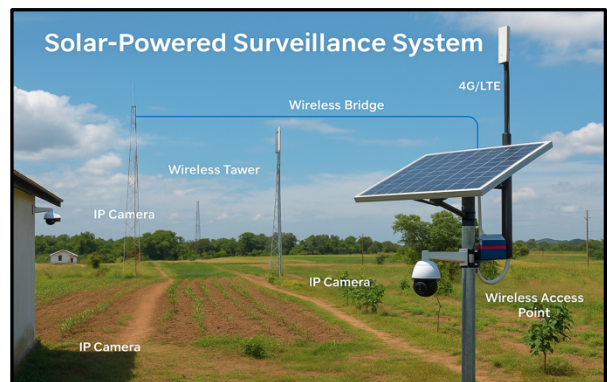 Solar-Powered Surveillance System
4G/LTE
Wireless Bridge
Wireless Tawer
IP Camera
IP Camera
Wireless Access
Point
IP Camera